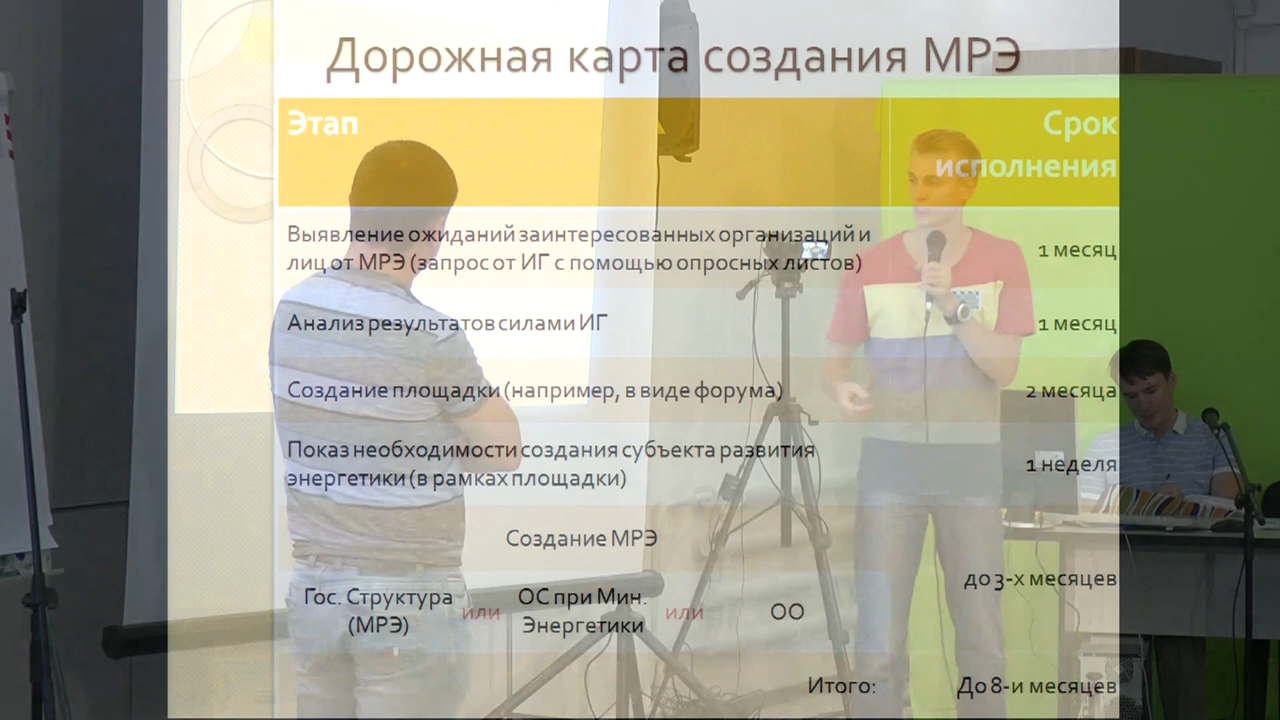 Дорожная карта создания МРЭ
Этап
Срок
исполнения
Выявление ожиданий заинтересованных организаций и
лиц от МРЭ (запрос от ИГ с помощью опросных листов)
1 месяц
Анализ результатов силами ИГ
1 месяц
Создание площадки (например, в виде форума)
2 месяца
Показ необходимости создания субъекта развития
энергетики (в рамках площадки)
1 неделя
Создание МРЭ
до 3-х месяцев
Гос. Структура
(МРЭ)
или
ОС при Мин.
Энергетики
или
ОО
Итого:
До 8-и месяцев